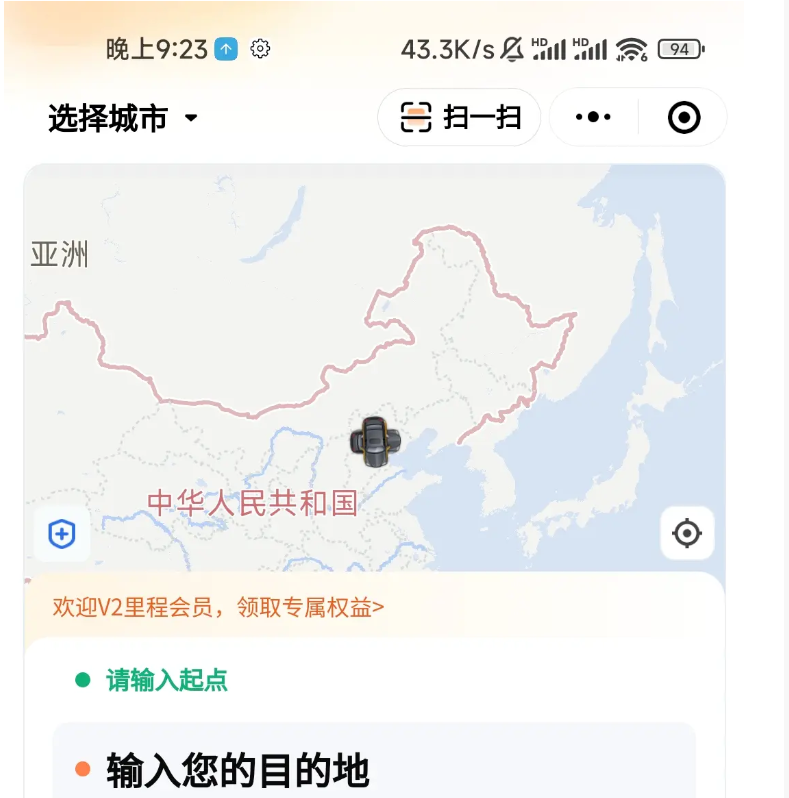 晚上9:23 43.3K/s HD HD 6 94
选择城市 扫一扫
亚洲
中华人民共和国
欢迎V2里程会员，领取专属权益>
请输入起点
输入您的目的地